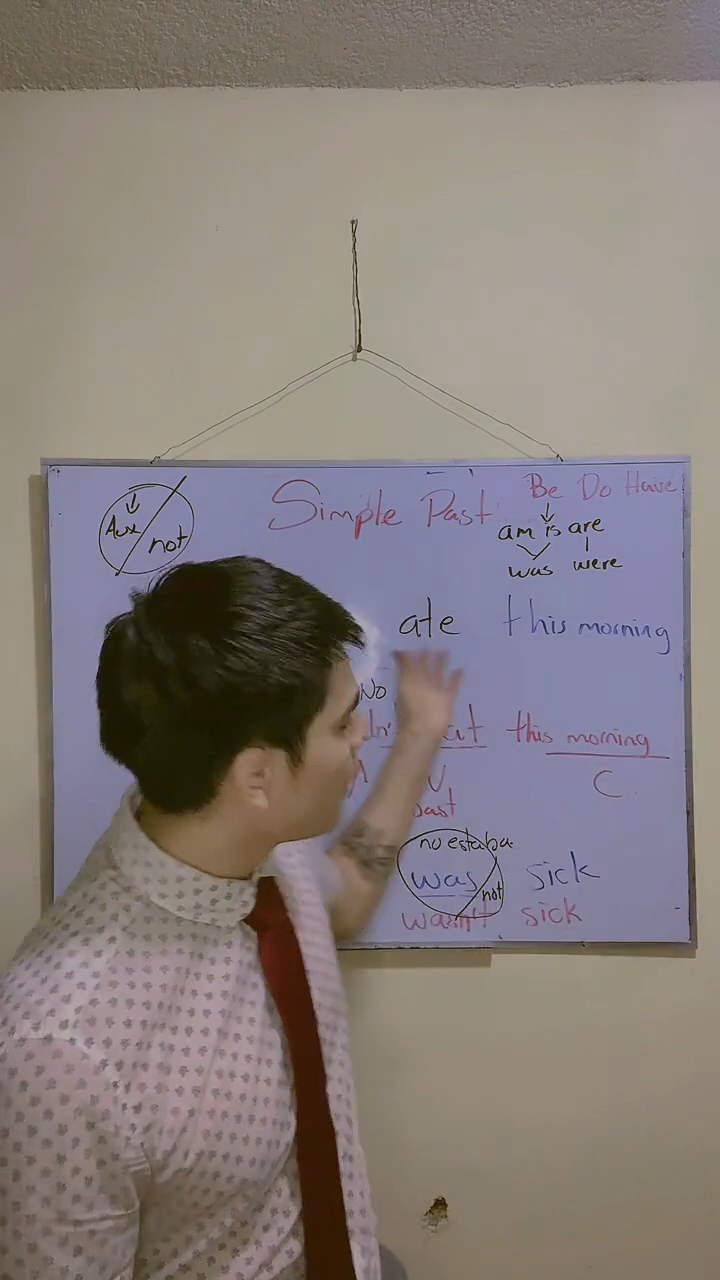 Simple Past
Be Do Have
Aux / not
am is are
was were
ate this morning
No
this morning
V C
past
no estaba
was not sick
wasn't sick